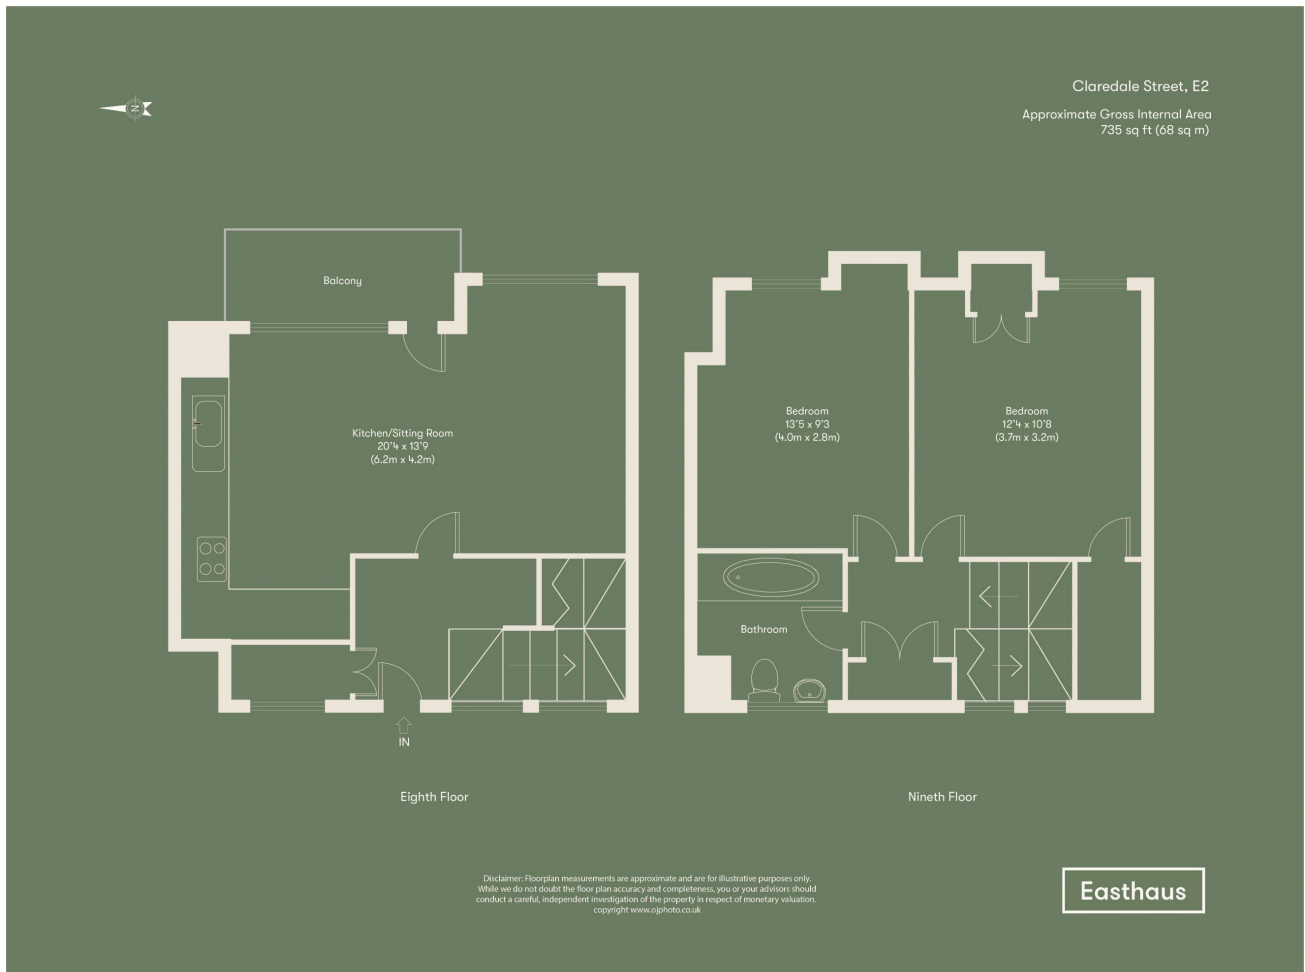 N
Claredale Street, E2
Approximate Gross Internal Area
735 sq ft (68 sq m)
Balcony
Kitchen/Sitting Room
20'4 x 13'9
(6.2m x 4.2m)
IN
Eighth Floor
Bedroom
13'5 x 9'3
(4.0m x 2.8m)
Bedroom
12'4 x 10'8
(3.7m x 3.2m)
Bathroom
Nineth Floor
Disclaimer: Floorplan measurements are approximate and are for illustrative purposes only.
While we do not doubt the floor plan accuracy and completeness, you or your advisors should
conduct a careful, independent investigation of the property in respect of monetary valuation.
copyright www.ojphoto.co.uk
Easthaus